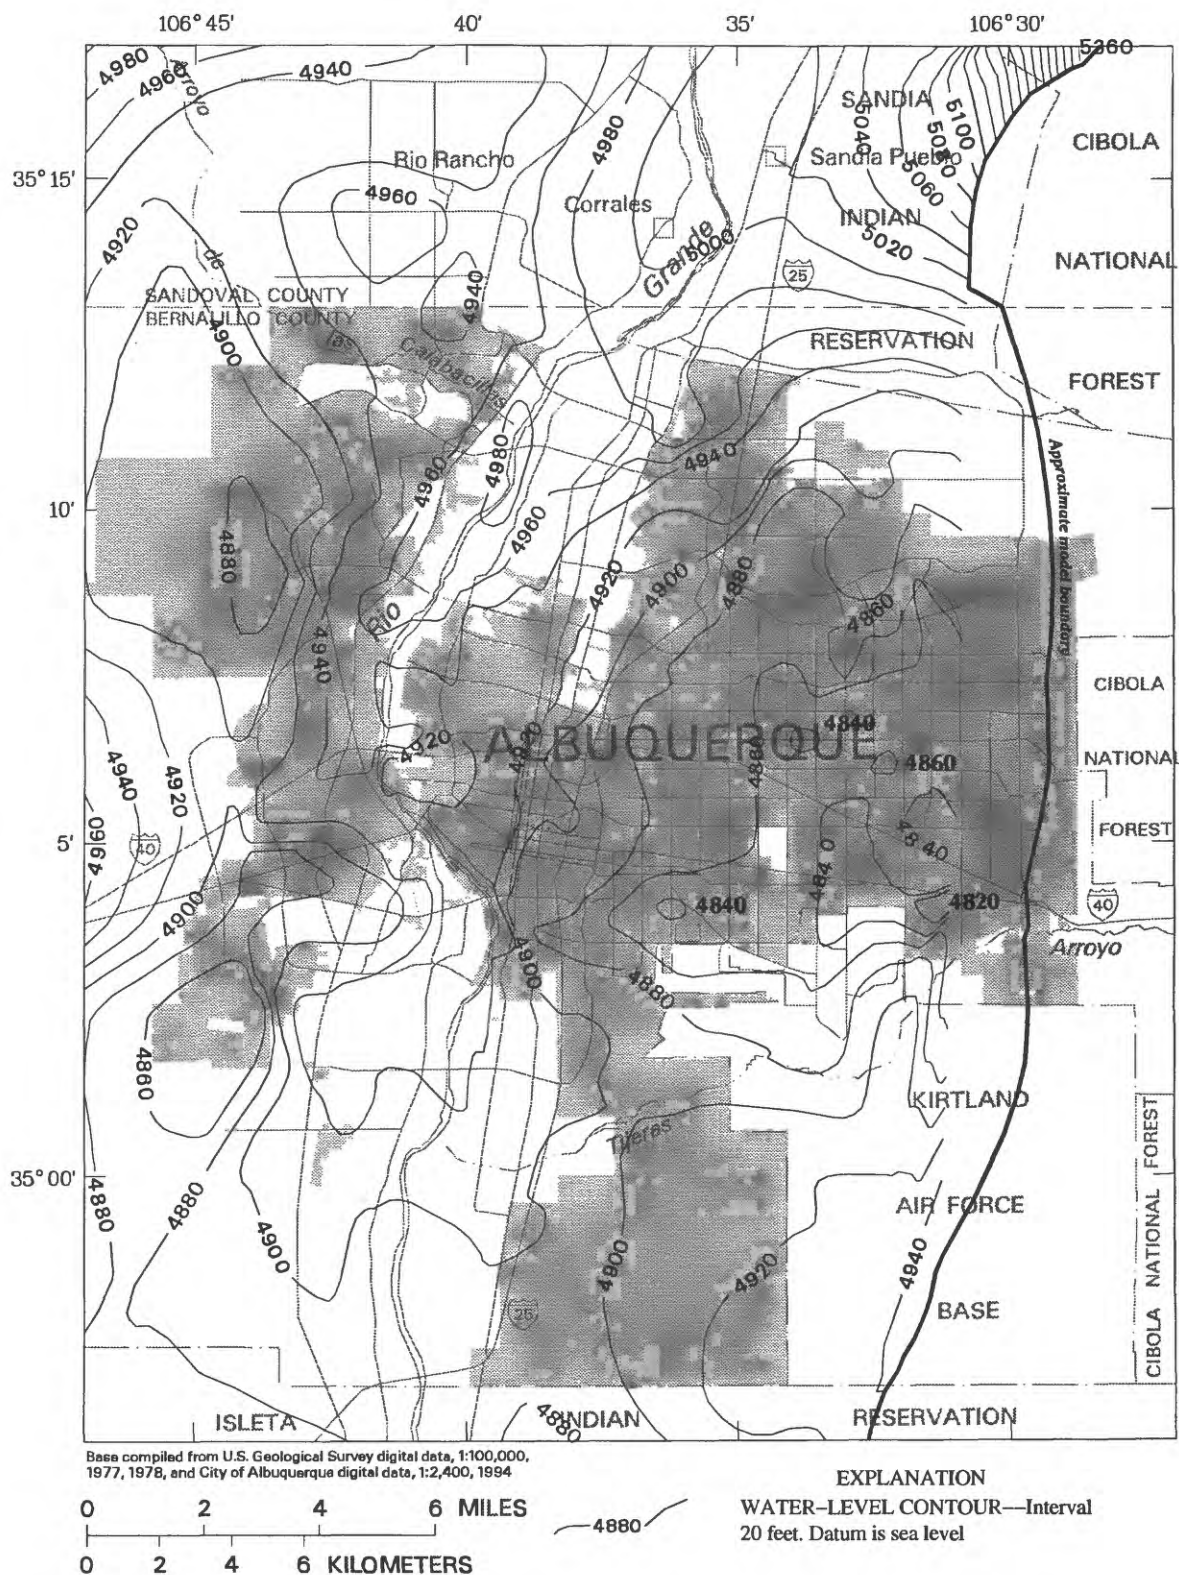 106° 45' 40' 35' 106° 30'
4980
4960
Arroyo
4940
4980
5040
SANDIA
5100
5080
5060
5360
CIBOLA
35° 15'
Rio Rancho
Sandia Pueblo
4960
Corrales
INDIAN
5020
4920
de
Grande
5000
NATIONAL
25
4940
SANDOVAL COUNTY
BERNALILLO COUNTY
4900
las
Calabacillas
RESERVATION
FOREST
4960
4980
4940
Approximate model boundary
10'
4880
4960
4920
4900
4880
4860
Rio
4940
CIBOLA
4920
ALBUQUERQUE
4920
4840
4860
4860
NATIONAL
4940
4920
4960
5'
40
4840
4840
FOREST
4900
4840
4820
40
Arroyo
4900
4880
4860
KIRTLAND
Tijeras
35° 00'
4880
4880
4900
4900
4920
4940
AIR FORCE
BASE
25
CIBOLA NATIONAL FOREST
ISLETA
4880
INDIAN
RESERVATION
Base compiled from U.S. Geological Survey digital data, 1:100,000,
1977, 1978, and City of Albuquerque digital data, 1:2,400, 1994
0 2 4 6 MILES
0 2 4 6 KILOMETERS
4880
EXPLANATION
WATER–LEVEL CONTOUR—Interval
20 feet. Datum is sea level